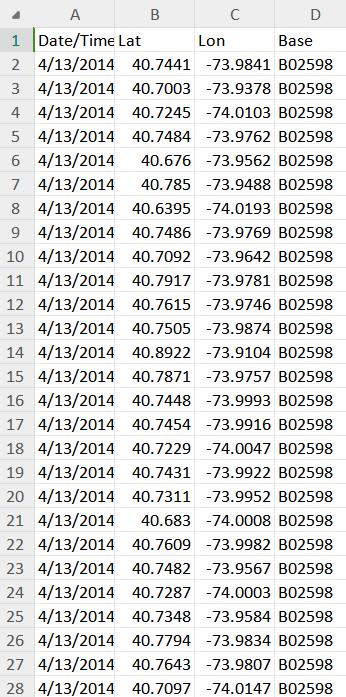 A B C D
1 Date/Time Lat Lon Base
2 4/13/2014 40.7441 -73.9841 B02598
3 4/13/2014 40.7003 -73.9378 B02598
4 4/13/2014 40.7245 -74.0103 B02598
5 4/13/2014 40.7484 -73.9762 B02598
6 4/13/2014 40.676 -73.9562 B02598
7 4/13/2014 40.785 -73.9488 B02598
8 4/13/2014 40.6395 -74.0193 B02598
9 4/13/2014 40.7486 -73.9769 B02598
10 4/13/2014 40.7092 -73.9642 B02598
11 4/13/2014 40.7917 -73.9781 B02598
12 4/13/2014 40.7615 -73.9746 B02598
13 4/13/2014 40.7505 -73.9874 B02598
14 4/13/2014 40.8922 -73.9104 B02598
15 4/13/2014 40.7871 -73.9757 B02598
16 4/13/2014 40.7448 -73.9993 B02598
17 4/13/2014 40.7454 -73.9916 B02598
18 4/13/2014 40.7229 -74.0047 B02598
19 4/13/2014 40.7431 -73.9922 B02598
20 4/13/2014 40.7311 -73.9952 B02598
21 4/13/2014 40.683 -74.0008 B02598
22 4/13/2014 40.7609 -73.9982 B02598
23 4/13/2014 40.7482 -73.9567 B02598
24 4/13/2014 40.7287 -74.0003 B02598
25 4/13/2014 40.7348 -73.9584 B02598
26 4/13/2014 40.7794 -73.9834 B02598
27 4/13/2014 40.7643 -73.9807 B02598
28 4/13/2014 40.7097 -74.0147 B02598